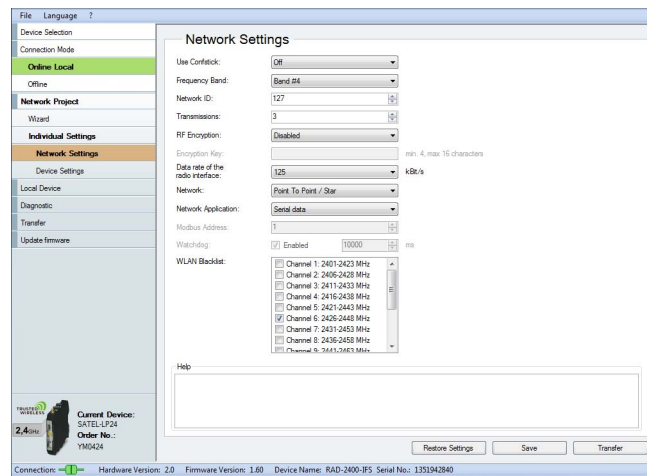 File Language ?
Device Selection
Connection Mode
Online Local
Offline
Network Project
Wizard
Individual Settings
Network Settings
Device Settings
Local Device
Diagnostic
Transfer
Update firmware
TRUSTED WIRELESS
2,4GHz
Current Device:
SATEL-LP24
Order No.:
YM0424
Network Settings
Use Confstick: Off
Frequency Band: Band #4
Network ID: 127
Transmissions: 3
RF Encryption: Disabled
Encryption Key: min. 4, max 16 characters
Data rate of the
radio interface: 125 kBit/s
Network: Point To Point / Star
Network Application: Serial data
Modbus Address: 1
Watchdog: Enabled 10000 ms
WLAN Blacklist:
Channel 1: 2401-2423 MHz
Channel 2: 2406-2428 MHz
Channel 3: 2411-2433 MHz
Channel 4: 2416-2438 MHz
Channel 5: 2421-2443 MHz
Channel 6: 2426-2448 MHz
Channel 7: 2431-2453 MHz
Channel 8: 2436-2458 MHz
Channel 9: 2441-2463 MHz
Help
Restore Settings Save Transfer
Connection: Hardware Version: 2.0 Firmware Version: 1.60 Device Name: RAD-2400-IFS Serial No.: 1351942840